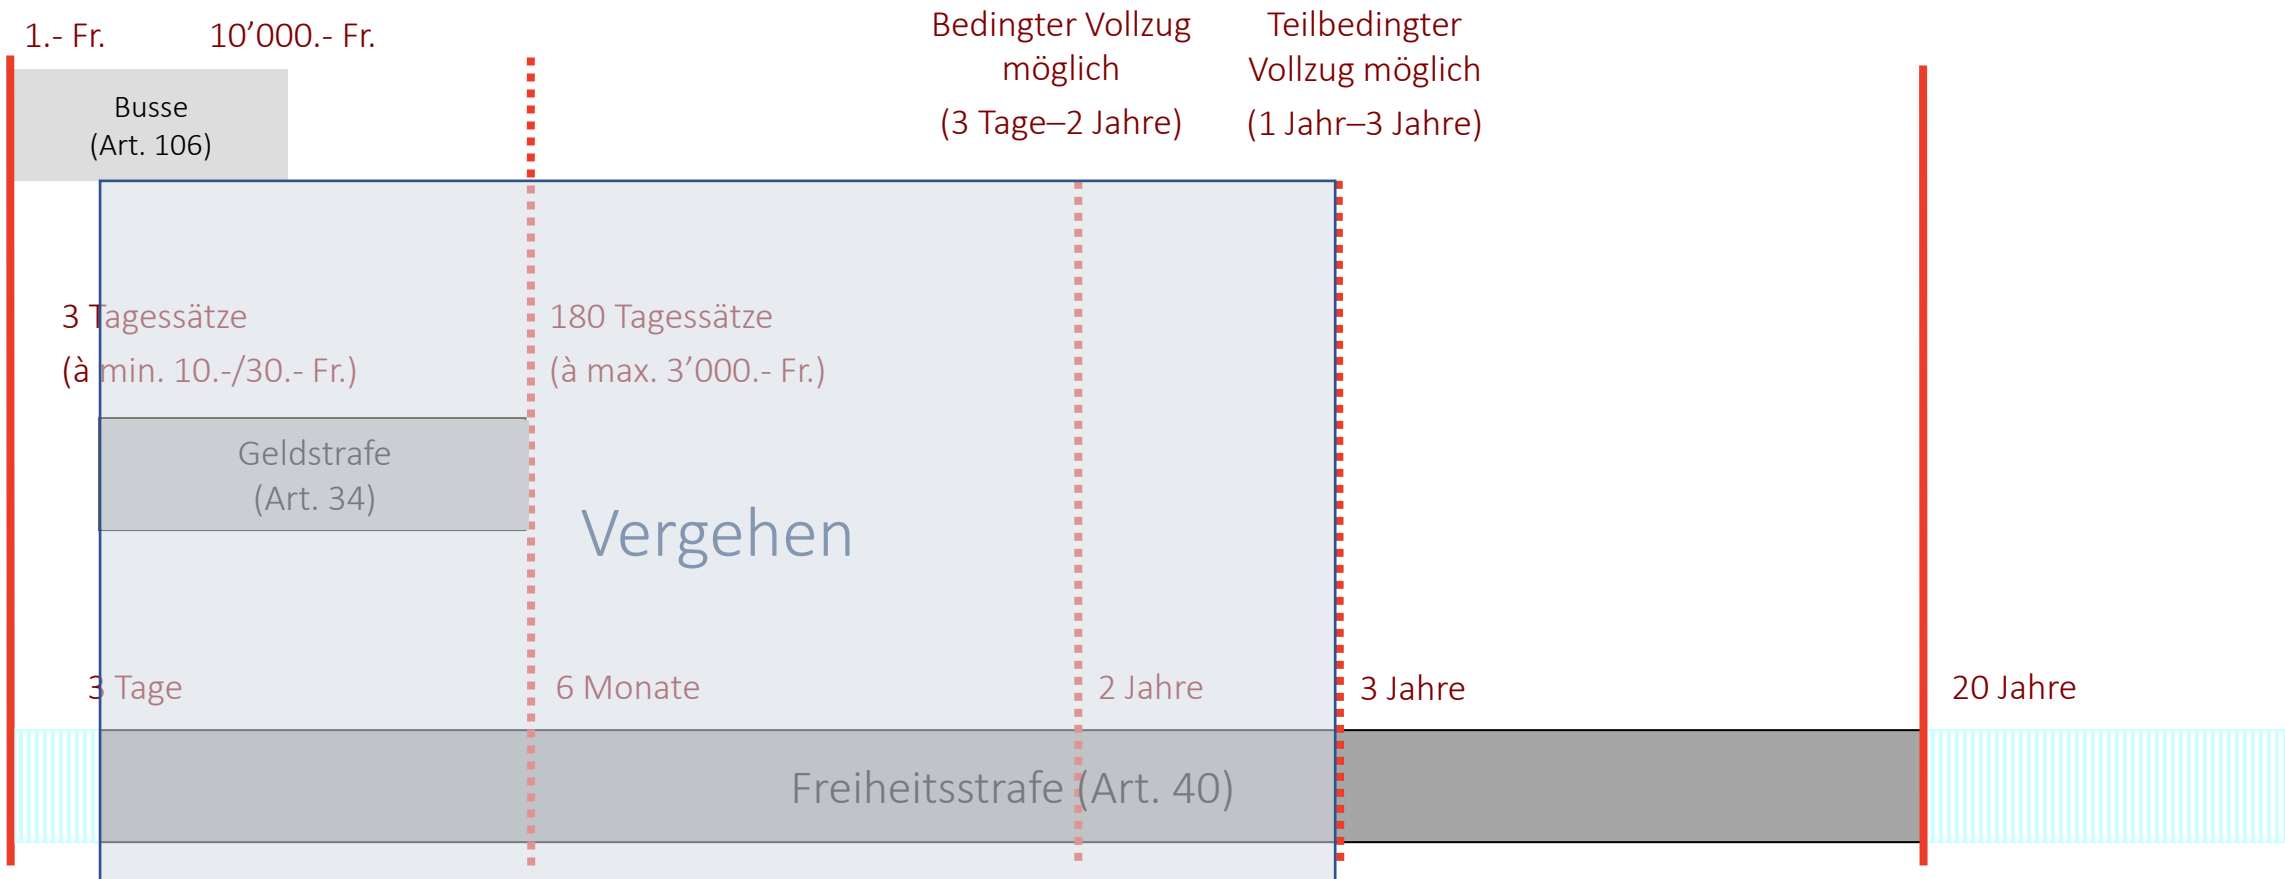 1.- Fr.
10’000.- Fr.
Bedingter Vollzug
möglich
(3 Tage–2 Jahre)
Teilbedingter
Vollzug möglich
(1 Jahr–3 Jahre)
Busse
(Art. 106)
3 Tagessätze
(à min. 10.-/30.- Fr.)
180 Tagessätze
(à max. 3’000.- Fr.)
Geldstrafe
(Art. 34)
Vergehen
3 Tage
6 Monate
2 Jahre
3 Jahre
20 Jahre
Freiheitsstrafe (Art. 40)